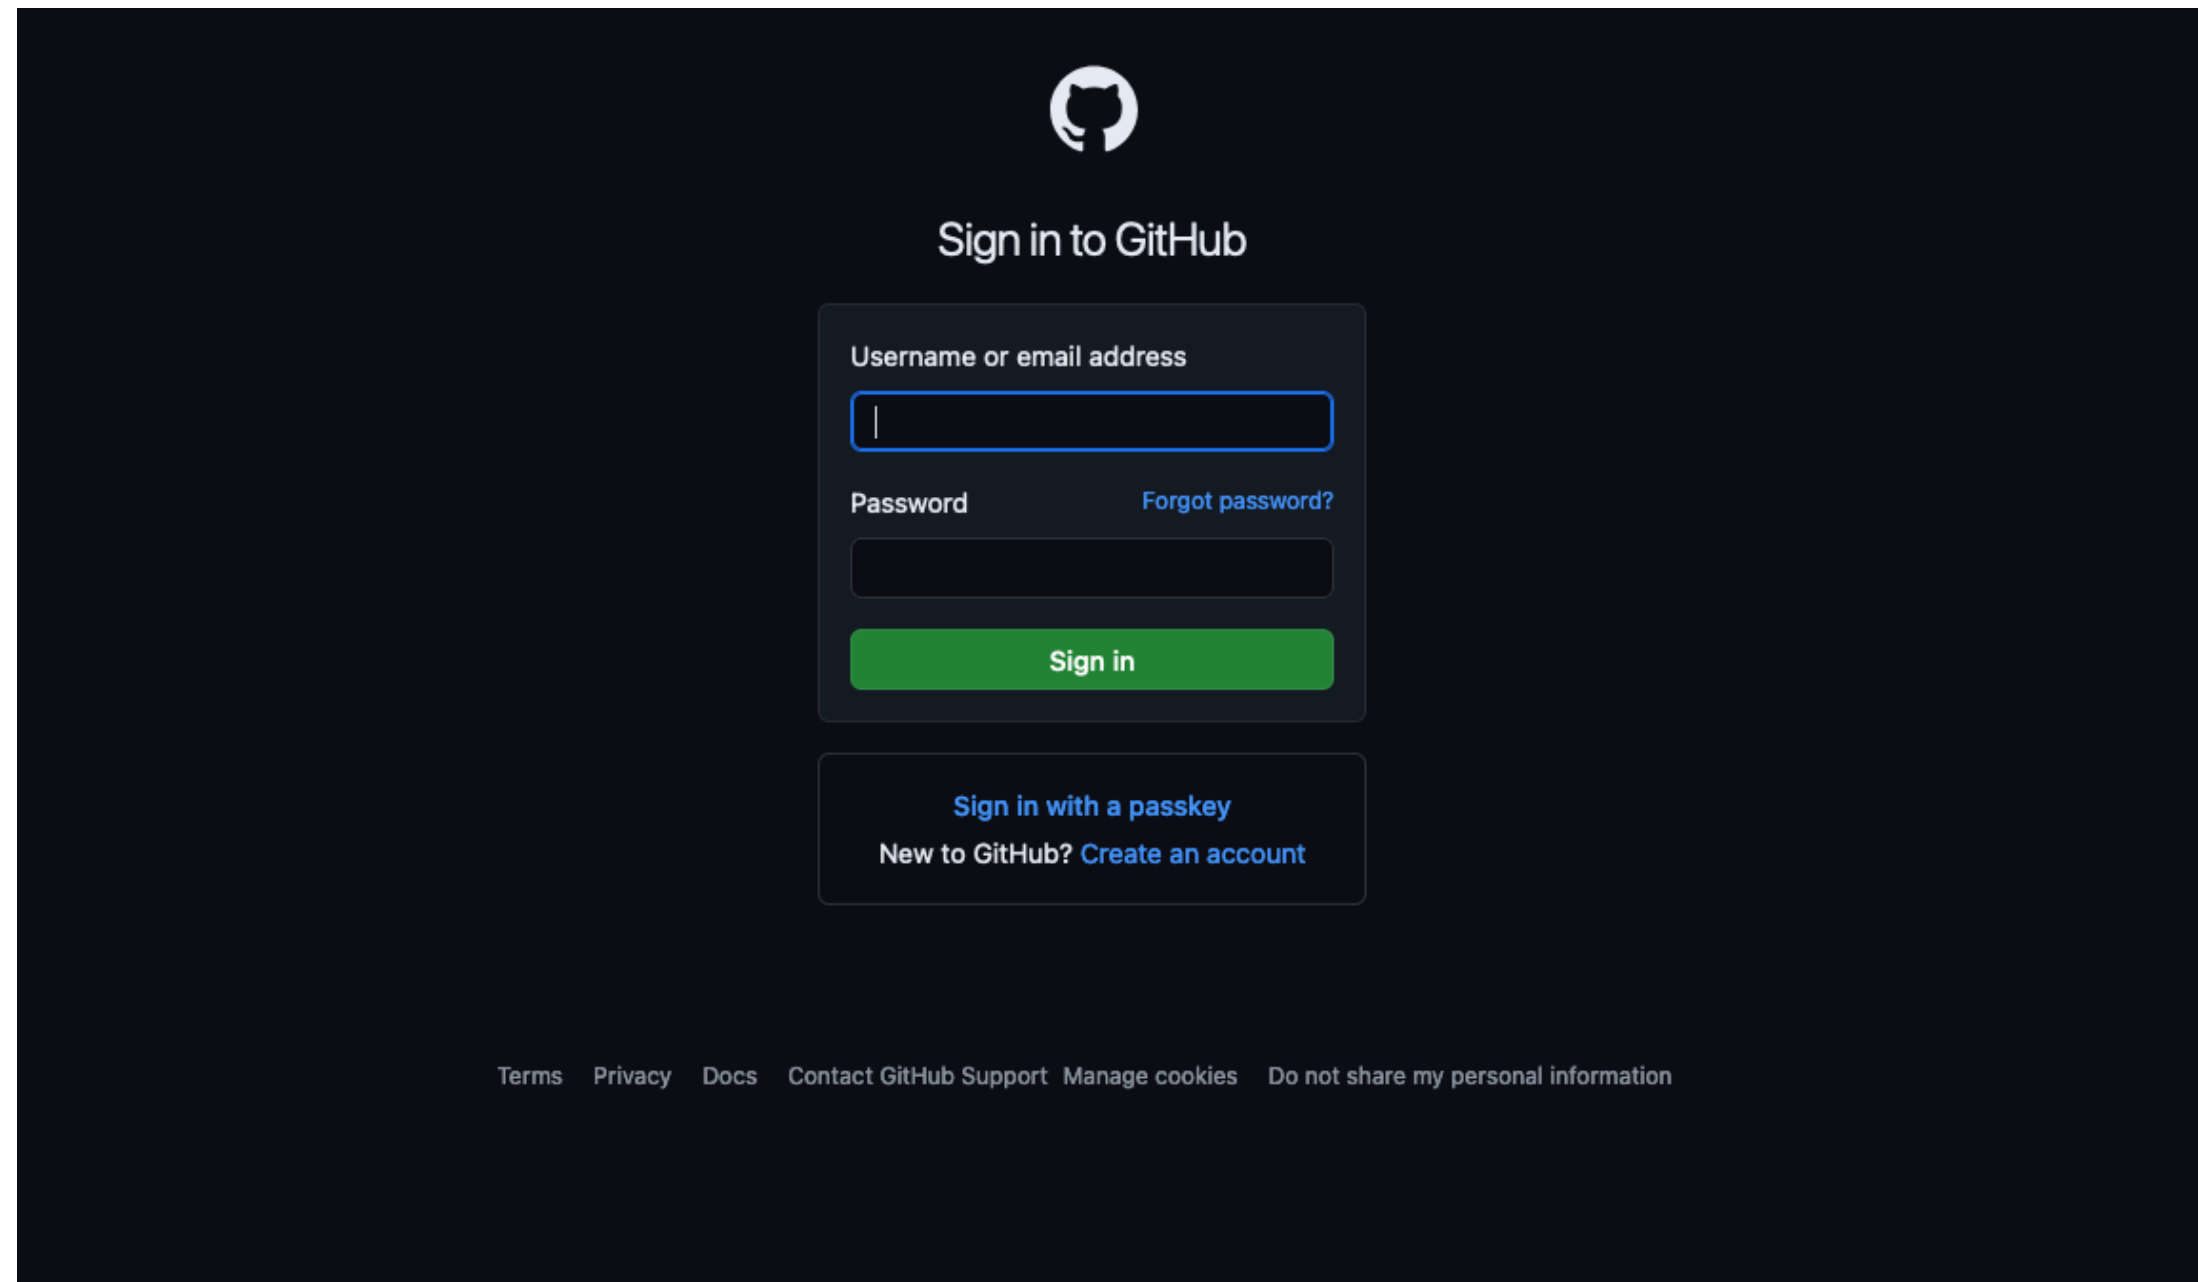 Sign in to GitHub
Username or email address
Password Forgot password?
Sign in
Sign in with a passkey
New to GitHub? Create an account
Terms Privacy Docs Contact GitHub Support Manage cookies Do not share my personal information